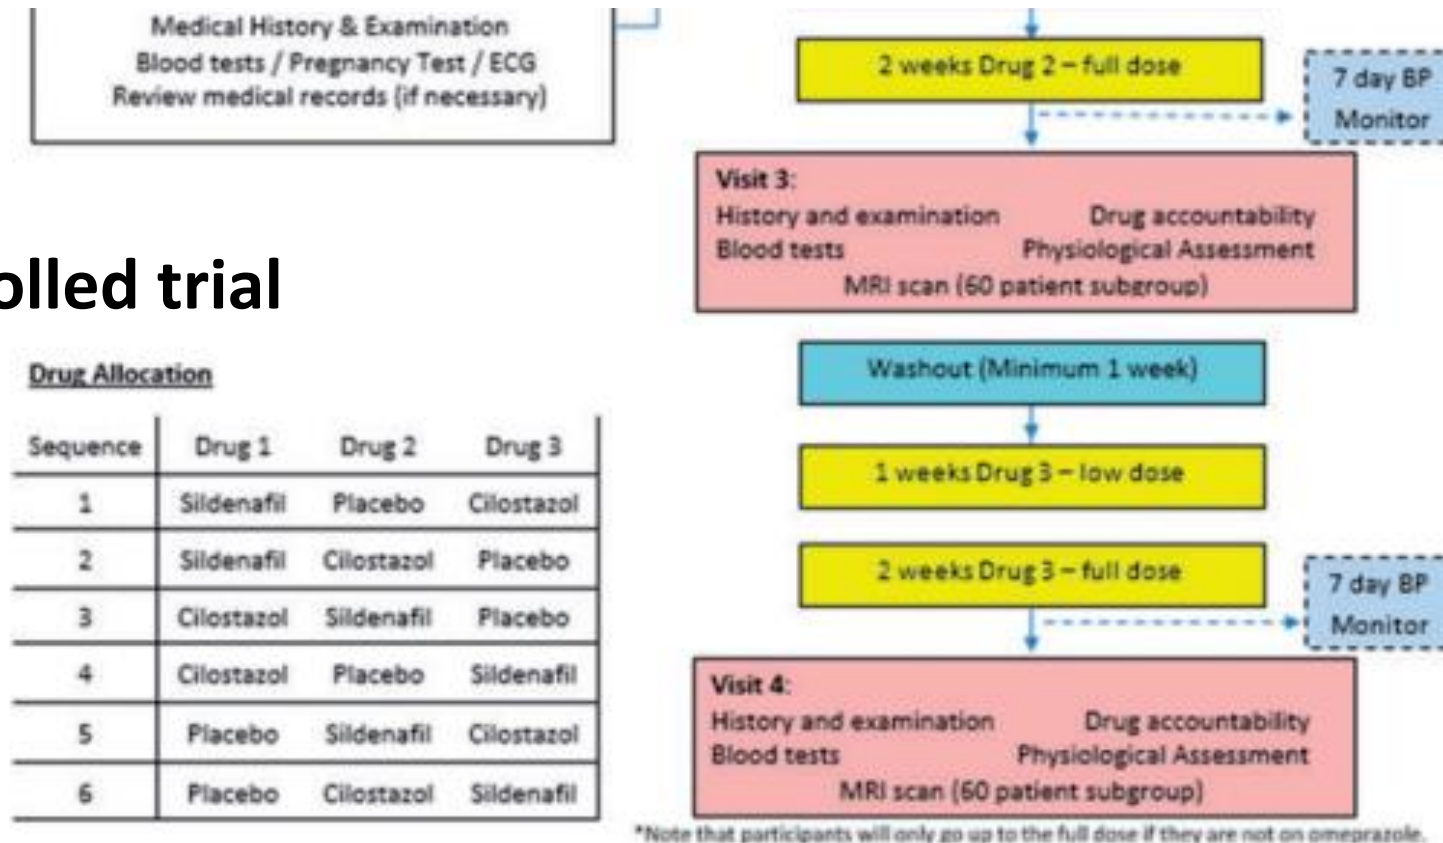 Medical History & Examination
Blood tests / Pregnancy Test / ECG
Review medical records (if necessary)
olled trial
Drug Allocation
Sequence Drug 1 Drug 2 Drug 3
1 Sildenafil Placebo Cilostazol
2 Sildenafil Cilostazol Placebo
3 Cilostazol Sildenafil Placebo
4 Cilostazol Placebo Sildenafil
5 Placebo Sildenafil Cilostazol
6 Placebo Cilostazol Sildenafil
2 weeks Drug 2 – full dose
7 day BP
Monitor
Visit 3:
History and examination Drug accountability
Blood tests Physiological Assessment
MRI scan (60 patient subgroup)
Washout (Minimum 1 week)
1 weeks Drug 3 – low dose
2 weeks Drug 3 – full dose
7 day BP
Monitor
Visit 4:
History and examination Drug accountability
Blood tests Physiological Assessment
MRI scan (60 patient subgroup)
*Note that participants will only go up to the full dose if they are not on omeprazole.